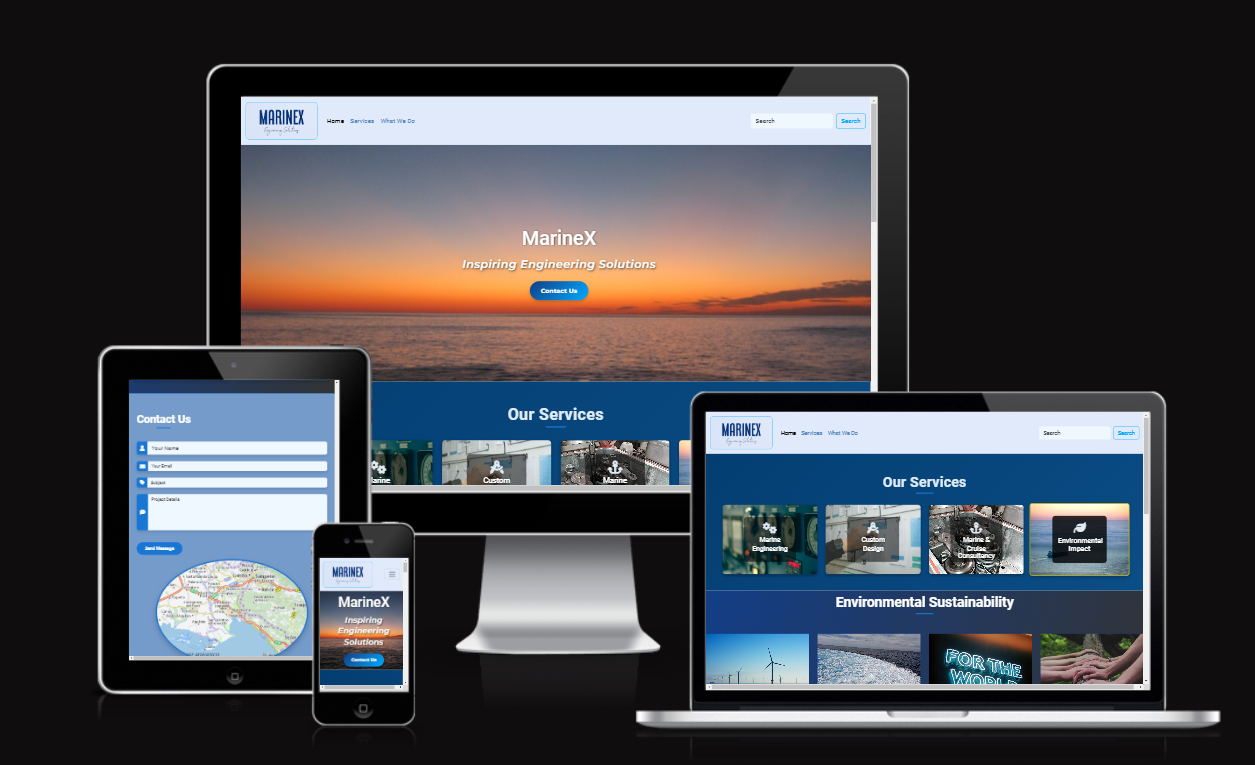 MARINEX
Home Services What We Do
Search
Search
MarineX
Inspiring Engineering Solutions
Contact Us
Our Services
Custom
Marine
Contact Us
Your Name
Your Email
Subject
Project Details
Send Message
MARINEX
MarineX
Inspiring
Engineering
Solutions
Contact Us
MARINEX
Home Services What We Do
Search
Search
Our Services
Marine
Engineering
Custom
Design
Marine &
Cruise
Consultancy
Environmental
Impact
Environmental Sustainability
FOR THE
WORLD